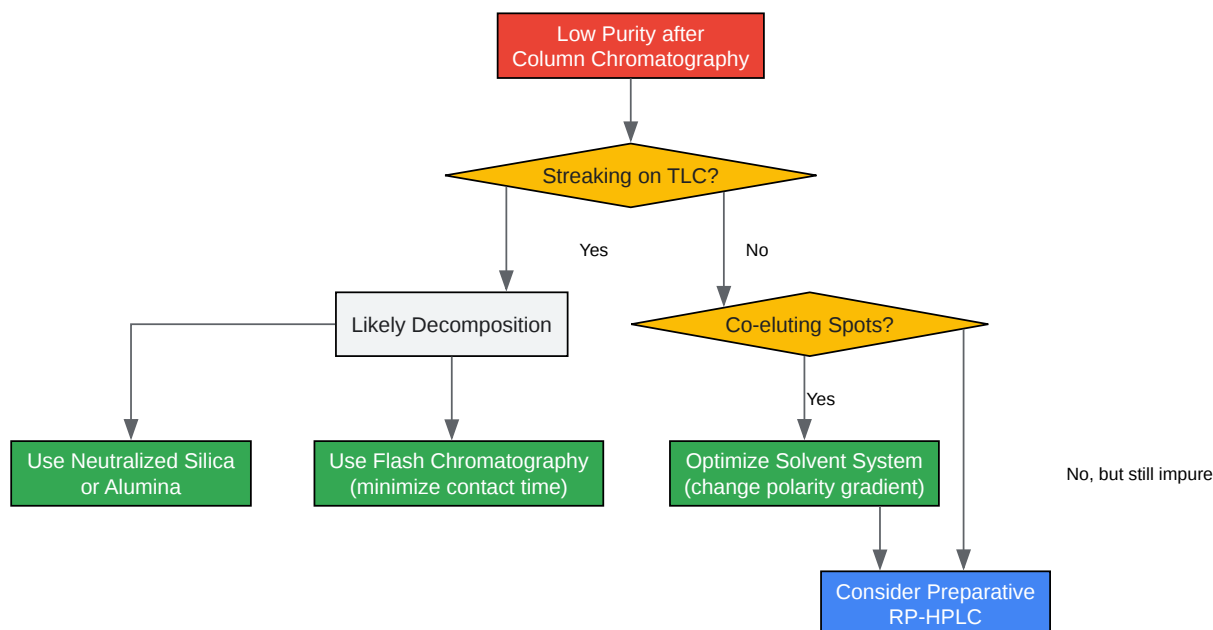 Low Purity after
Column Chromatography
Streaking on TLC?
Yes
No
Likely Decomposition
Co-eluting Spots?
Yes
Use Neutralized Silica
or Alumina
Use Flash Chromatography
(minimize contact time)
Optimize Solvent System
(change polarity gradient)
No, but still impure
Consider Preparative
RP-HPLC